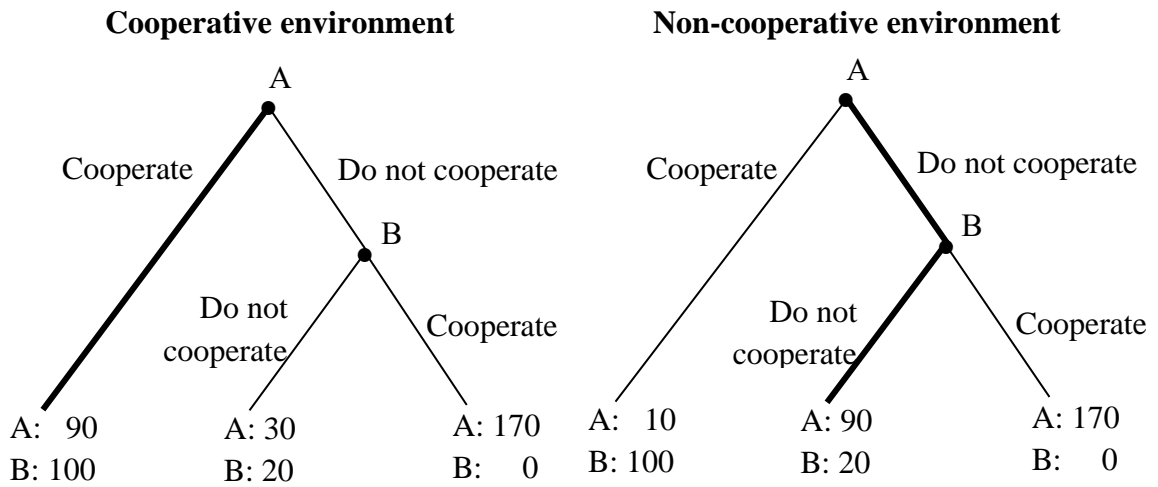 Cooperative environment
A
Cooperate
Do not cooperate
B
Do not
cooperate
Cooperate
A: 90
B: 100
A: 30
B: 20
A: 170
B: 0
Non-cooperative environment
A
Cooperate
Do not cooperate
B
Do not
cooperate
Cooperate
A: 10
B: 100
A: 90
B: 20
A: 170
B: 0